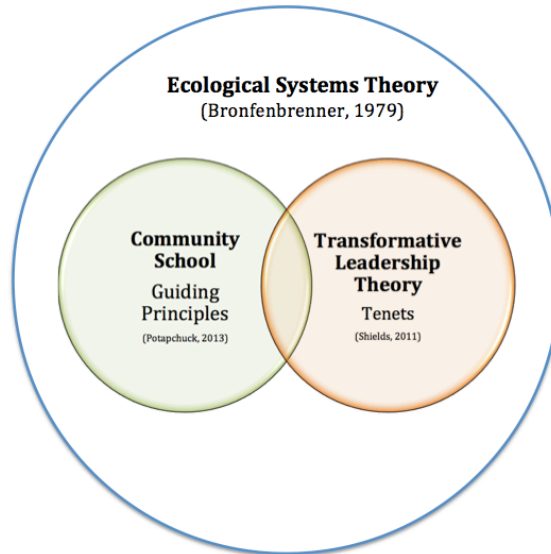 Ecological Systems Theory
(Bronfenbrenner, 1979)
Community
School
Guiding
Principles
(Potapchuck, 2013)
Transformative
Leadership
Theory
Tenets
(Shields, 2011)